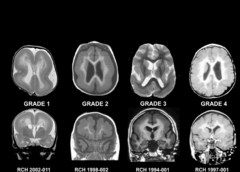 GRADE 1
GRADE 2
GRADE 3
GRADE 4
RCH 2002-011
RCH 1998-002
RCH 1994-001
RCH 1997-001